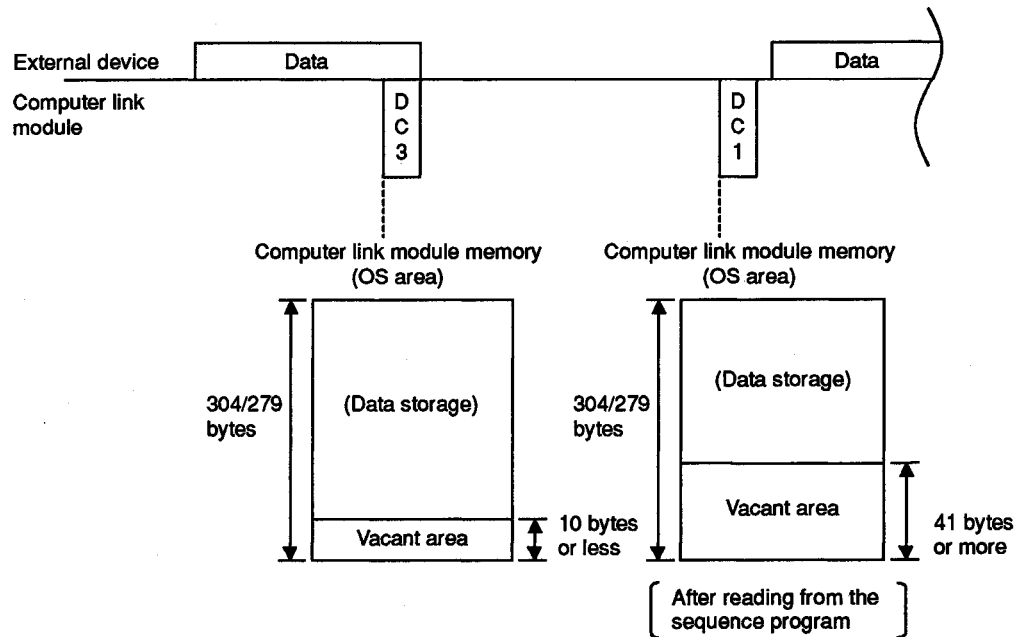 External device
Data
Data
Computer link
module
D
C
3
D
C
1
Computer link module memory
(OS area)
Computer link module memory
(OS area)
304/279
bytes
(Data storage)
Vacant area
10 bytes
or less
304/279
bytes
(Data storage)
Vacant area
41 bytes
or more
After reading from the
sequence program